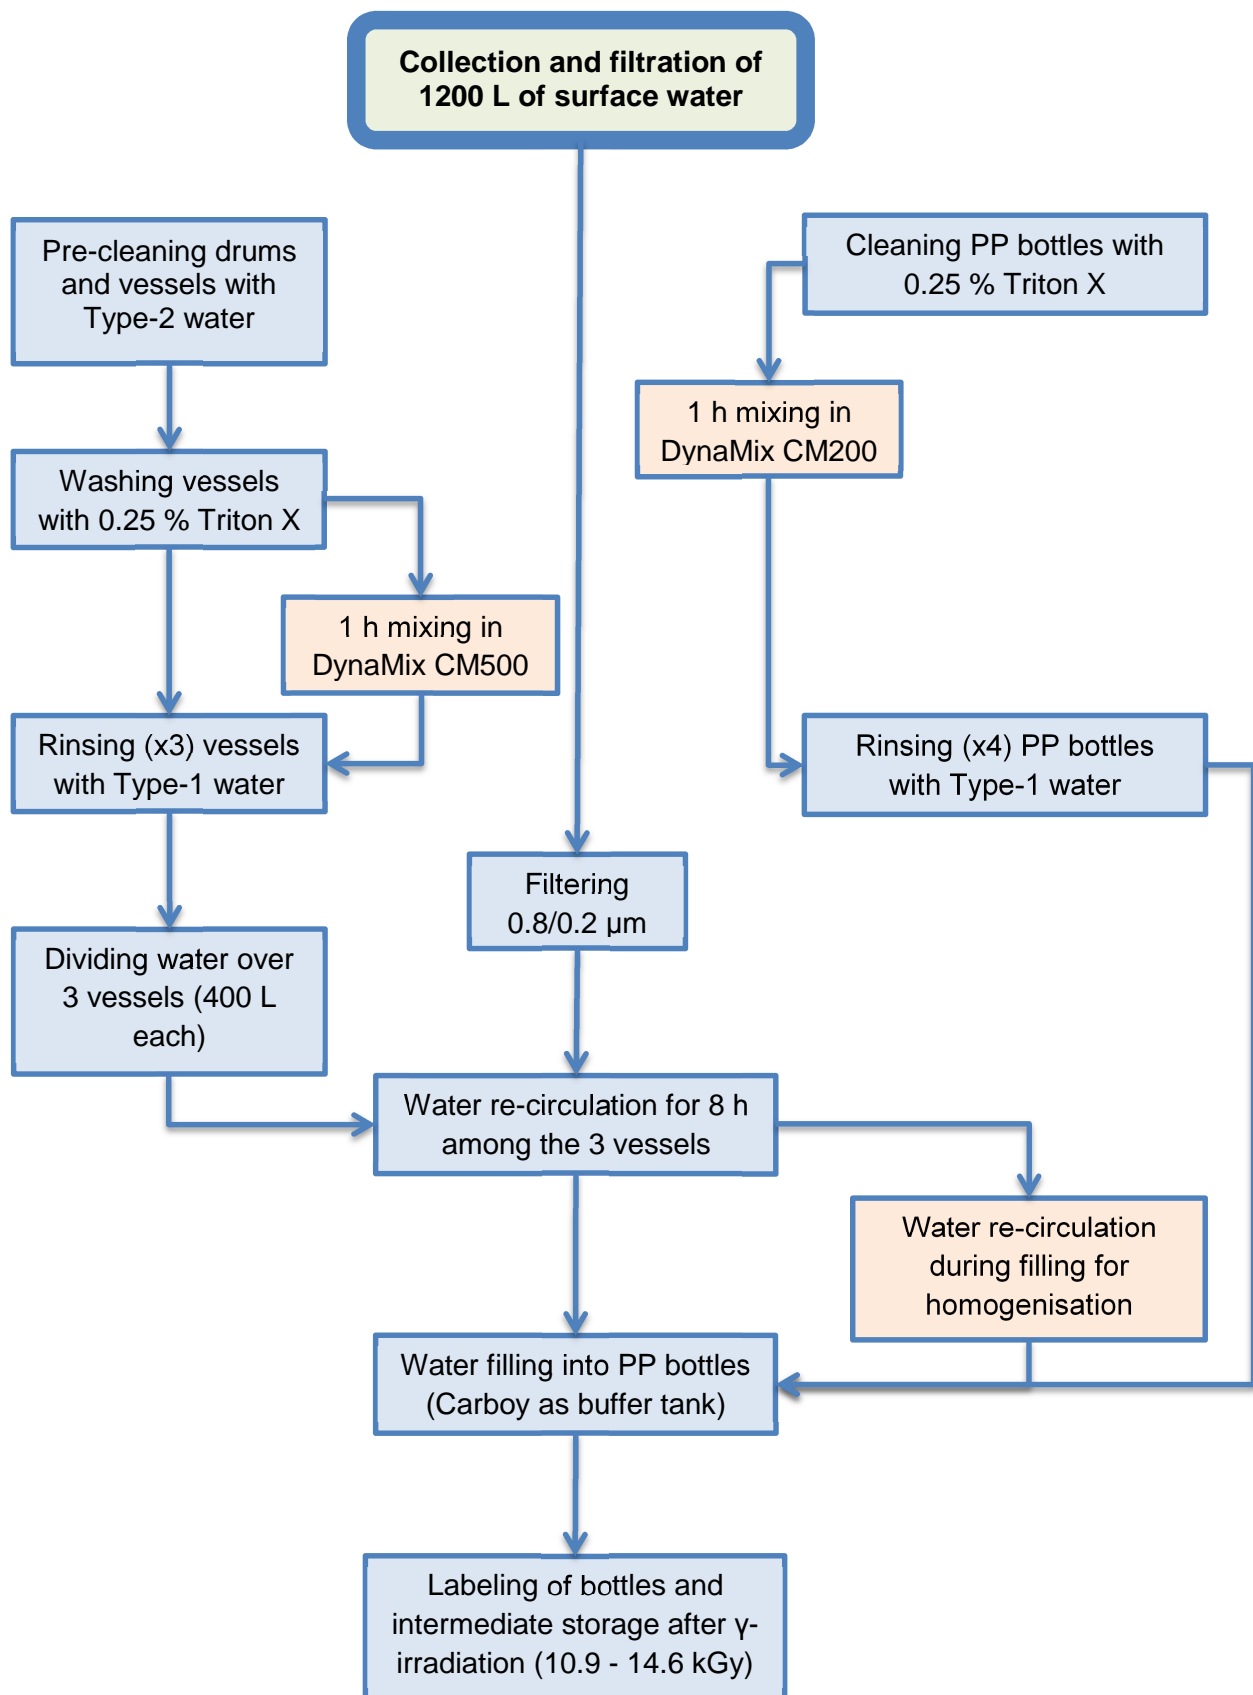 Collection and filtration of
1200 L of surface water
Pre-cleaning drums
and vessels with
Type-2 water
Cleaning PP bottles with
0.25 % Triton X
1 h mixing in
DynaMix CM200
Washing vessels
with 0.25 % Triton X
1 h mixing in
DynaMix CM500
Rinsing (x3) vessels
with Type-1 water
Rinsing (x4) PP bottles
with Type-1 water
Filtering
0.8/0.2 µm
Dividing water over
3 vessels (400 L
each)
Water re-circulation for 8 h
among the 3 vessels
Water re-circulation
during filling for
homogenisation
Water filling into PP bottles
(Carboy as buffer tank)
Labeling of bottles and
intermediate storage after γ-
irradiation (10.9 - 14.6 kGy)